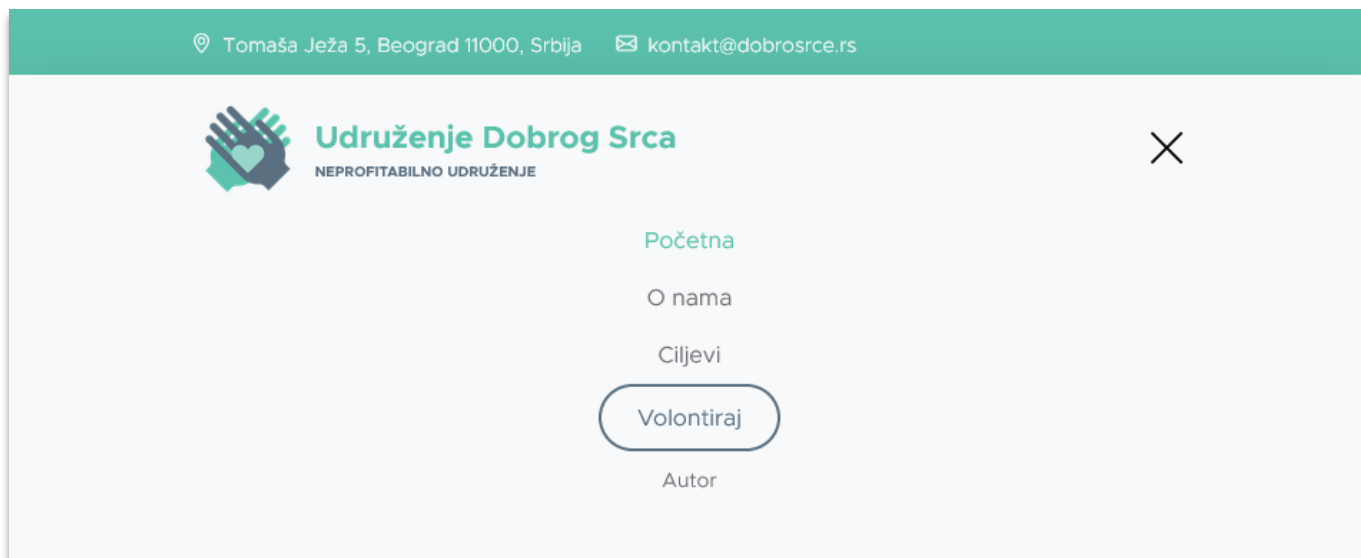 Tomaša Ježa 5, Beograd 11000, Srbija kontakt@dobrosrce.rs
Udruženje Dobrog Srca
NEPROFITABILNO UDRUŽENJE
Početna
O nama
Ciljevi
Volontiraj
Autor